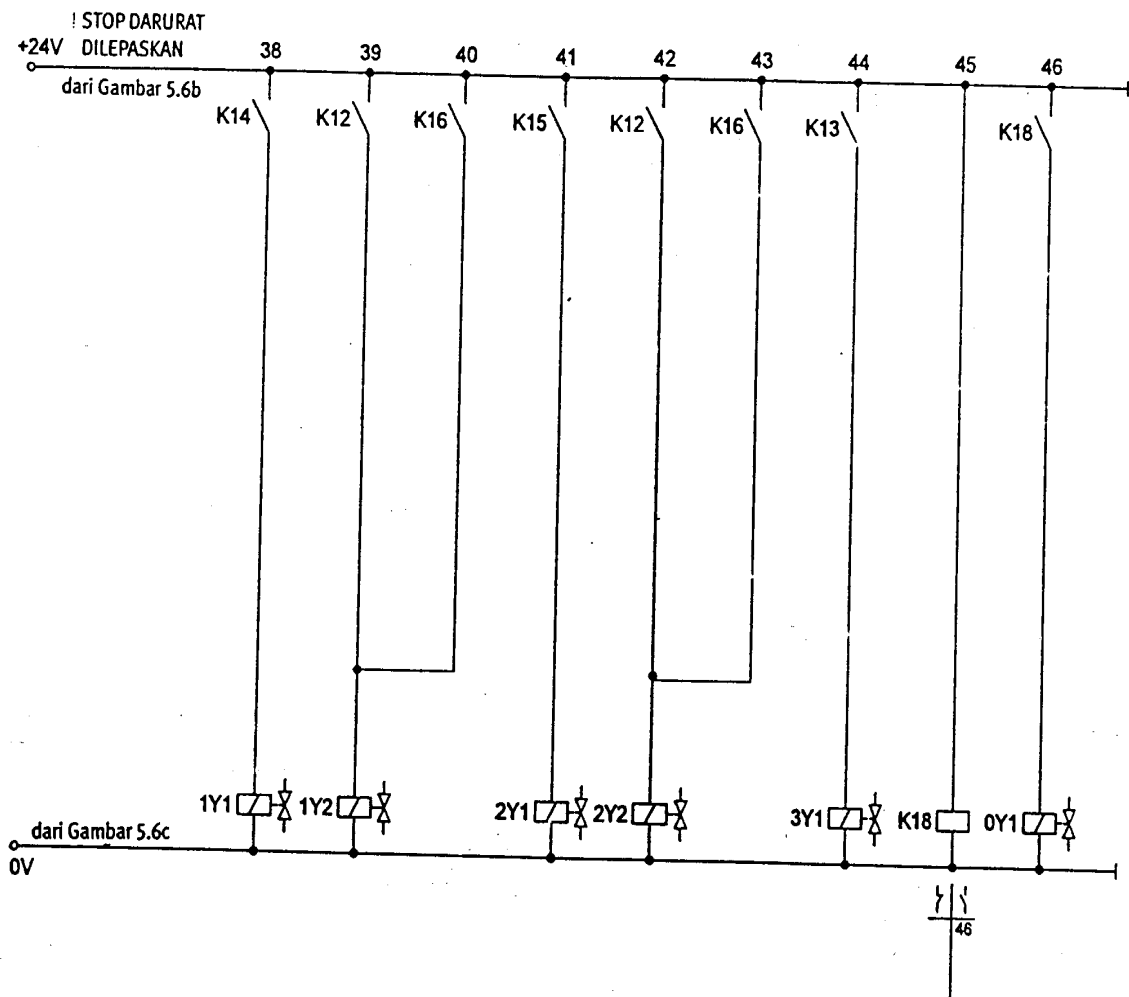 ! STOP DARURAT
+24V DILEPASKAN
38 39 40 41 42 43 44 45 46
dari Gambar 5.6b
K14 K12 K16 K15 K12 K16 K13 K18
1Y1 1Y2 2Y1 2Y2 3Y1 K18 0Y1
dari Gambar 5.6c
0V
46